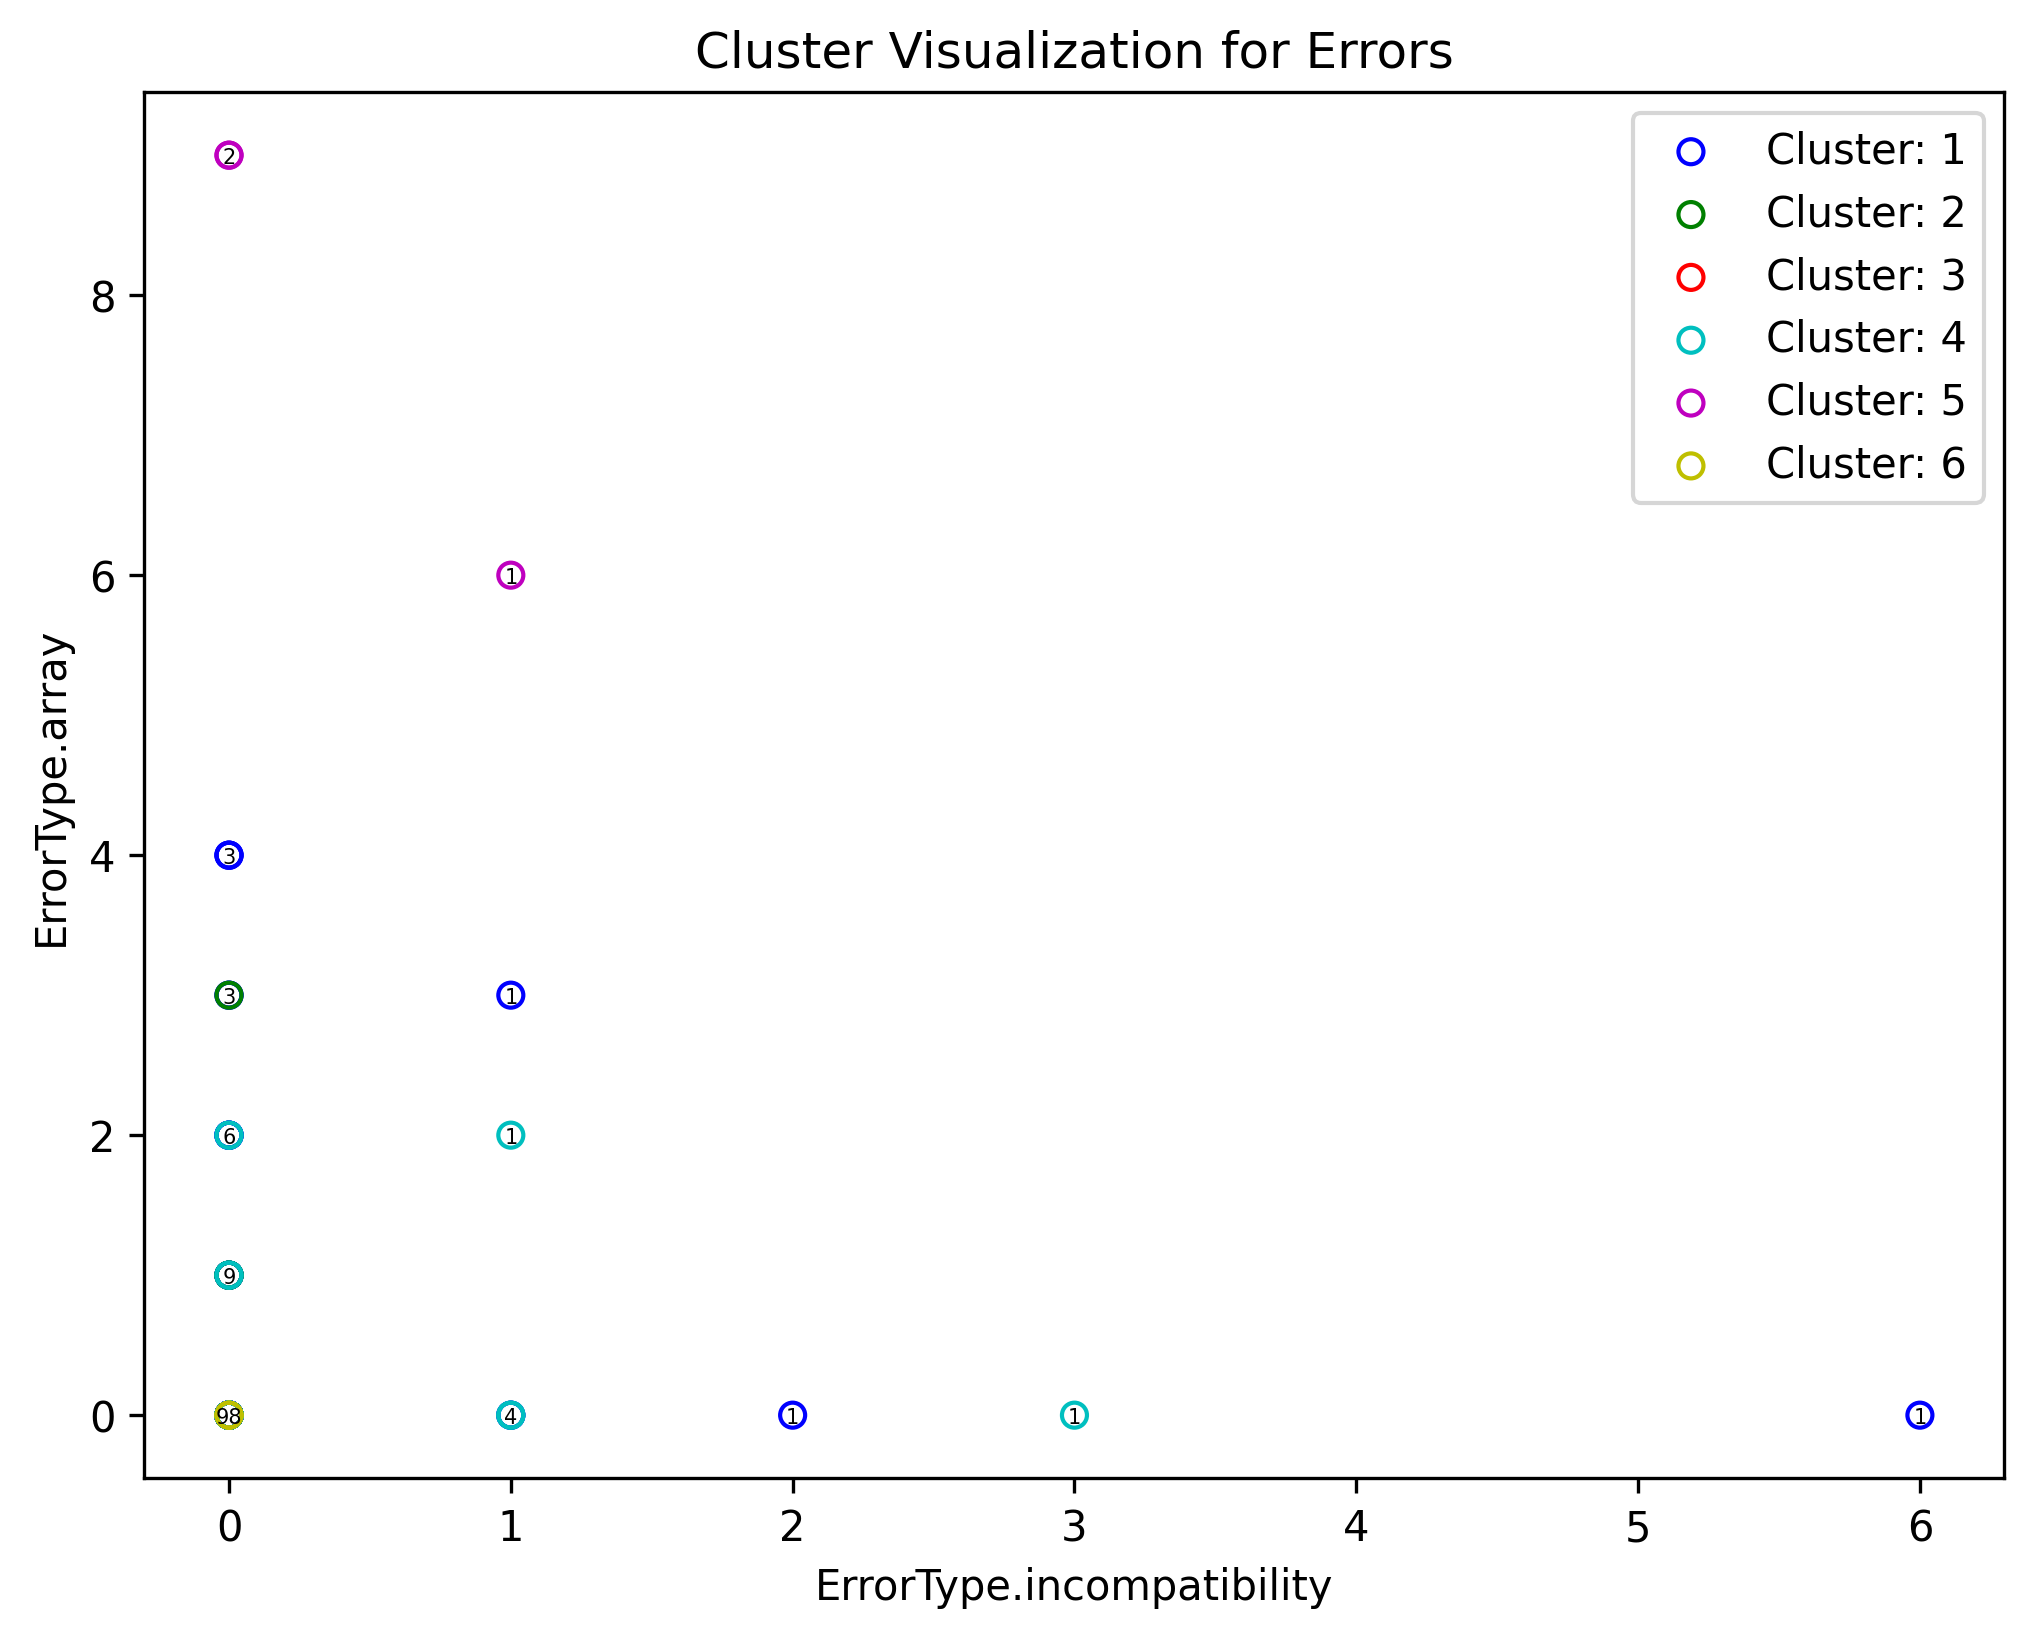 Cluster Visualization for Errors
Cluster: 1
Cluster: 2
Cluster: 3
Cluster: 4
Cluster: 5
Cluster: 6
ErrorType.array
8
6
4
2
0
2
1
3
3
1
6
1
9
98
4
1
1
1
0 1 2 3 4 5 6
ErrorType.incompatibility